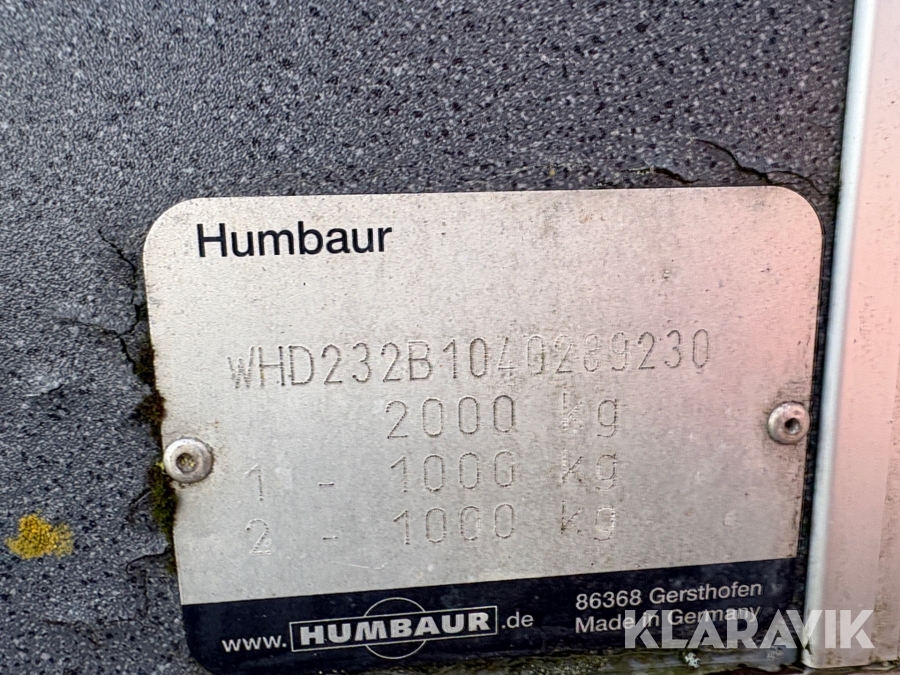 Humbaur
WHD232B1040289230
2000 kg
1 - 1000 kg
2 - 1000 kg
www.HUMBAUR.de
86368 Gersthofen
Made in Germany
KLARAVIK